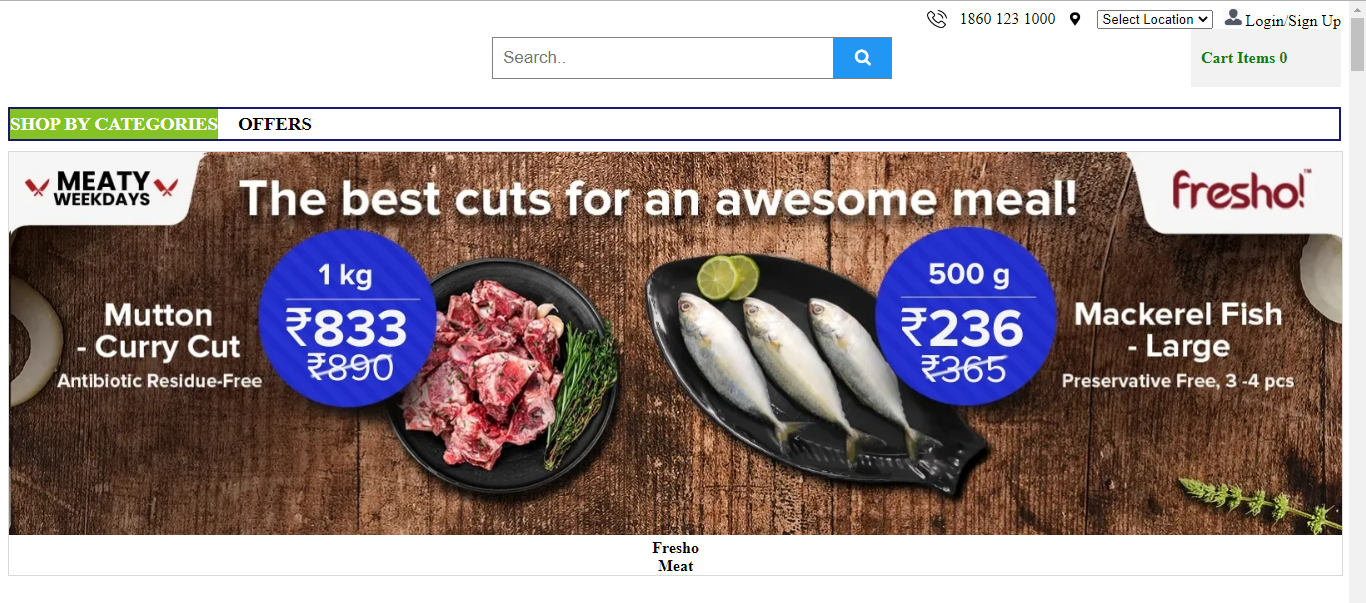 1860 123 1000 Select Location Login/Sign Up
Search..
Cart Items 0
SHOP BY CATEGORIES OFFERS
MEATY
WEEKDAYS
The best cuts for an awesome meal!
fresho!™
1 kg
₹833
₹890
Mutton
- Curry Cut
Antibiotic Residue-Free
500 g
₹236
₹365
Mackerel Fish
- Large
Preservative Free, 3 -4 pcs
Fresho
Meat